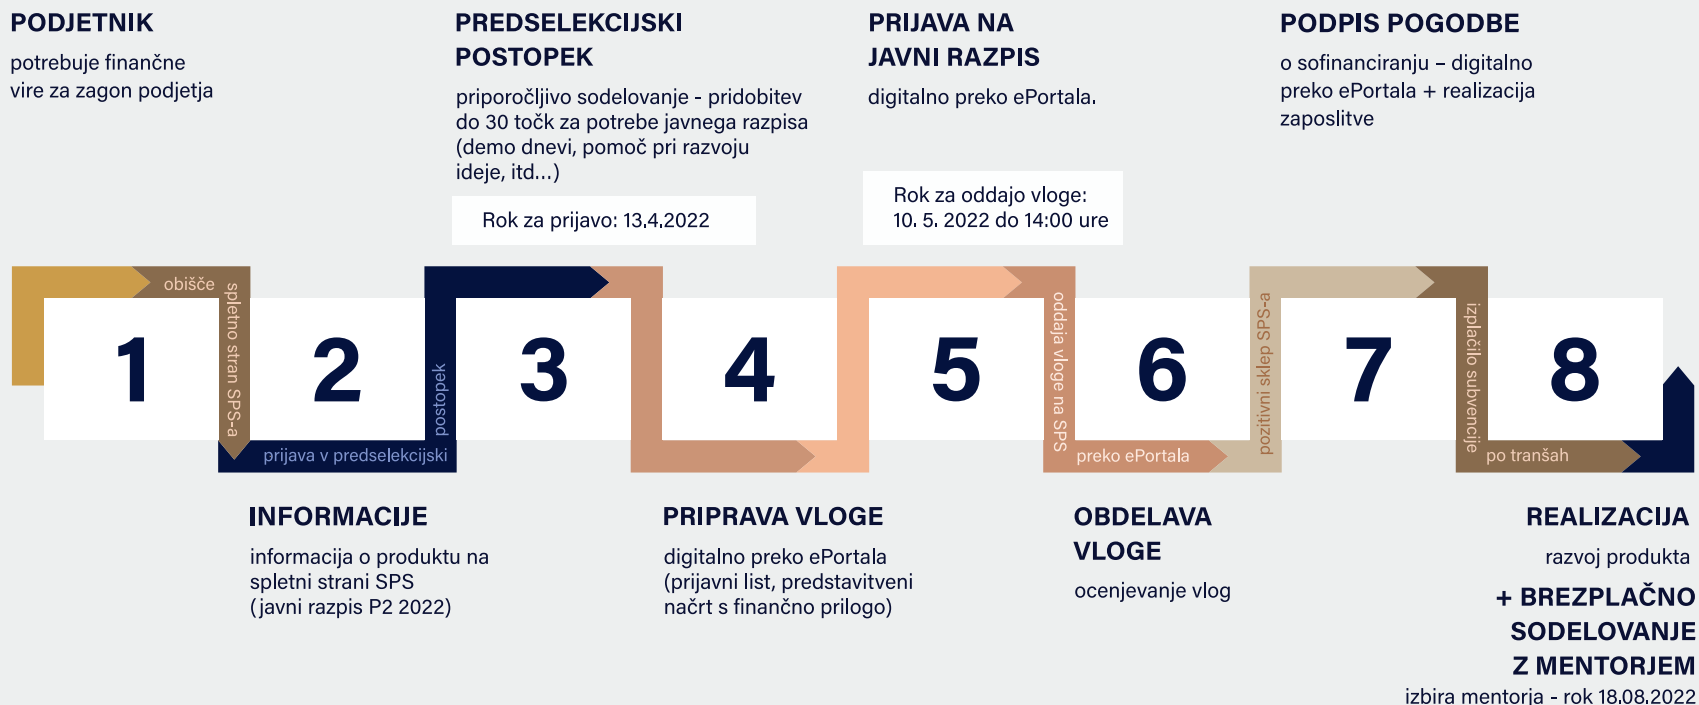 PODJETNIK
potrebuje finančne
vire za zagon podjetja
PREDSELEKCIJSKI
POSTOPEK
priporočljivo sodelovanje - pridobitev
do 30 točk za potrebe javnega razpisa
(demo dnevi, pomoč pri razvoju
ideje, itd...)
Rok za prijavo: 13.4.2022
PRIJAVA NA
JAVNI RAZPIS
digitalno preko ePortala.
Rok za oddajo vloge:
10. 5. 2022 do 14:00 ure
PODPIS POGODBE
o sofinanciranju – digitalno
preko ePortala + realizacija
zaposlitve
obišče
spletno stran SPS-a
prijava v predselekcijski
postopek
oddaja vloge na SPS
preko ePortala
pozitivni sklep SPS-a
izplačilo subvencije
po tranšah
1
2
3
4
5
6
7
8
INFORMACIJE
informacija o produktu na
spletni strani SPS
(javni razpis P2 2022)
PRIPRAVA VLOGE
digitalno preko ePortala
(prijavni list, predstavitveni
načrt s finančno prilogo)
OBDELAVA
VLOGE
ocenjevanje vlog
REALIZACIJA
razvoj produkta
+ BREZPLAČNO
SODELOVANJE
Z MENTORJEM
izbira mentorja - rok 18.08.2022